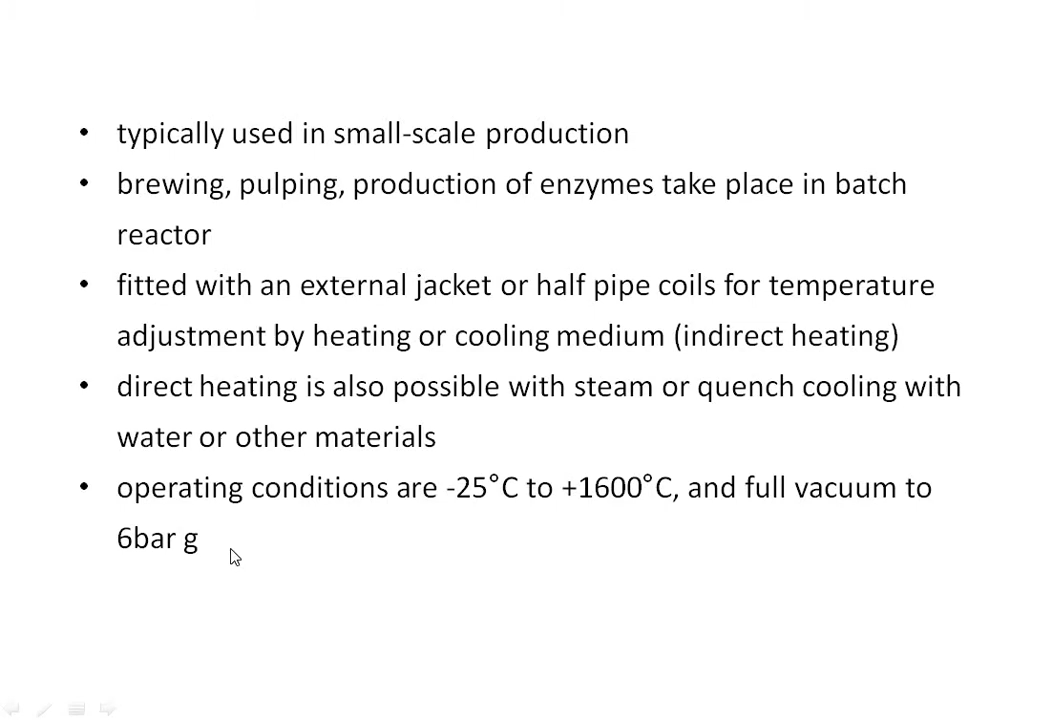 • typically used in small-scale production
• brewing, pulping, production of enzymes take place in batch
reactor
• fitted with an external jacket or half pipe coils for temperature
adjustment by heating or cooling medium (indirect heating)
• direct heating is also possible with steam or quench cooling with
water or other materials
• operating conditions are -25°C to +1600°C, and full vacuum to
6bar g